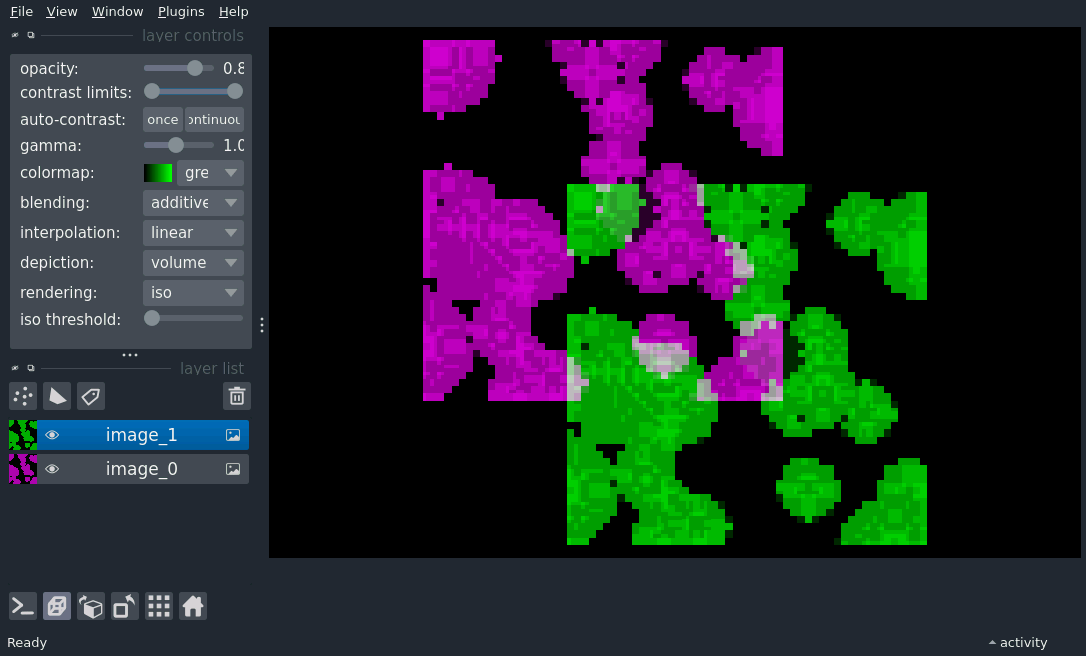 File View Window Plugins Help
layer controls
opacity: 0.8
contrast limits:
auto-contrast: once ontinuou
gamma: 1.0
colormap: gre
blending: additive
interpolation: linear
depiction: volume
rendering: iso
iso threshold:
layer list
image_1
image_0
Ready activity